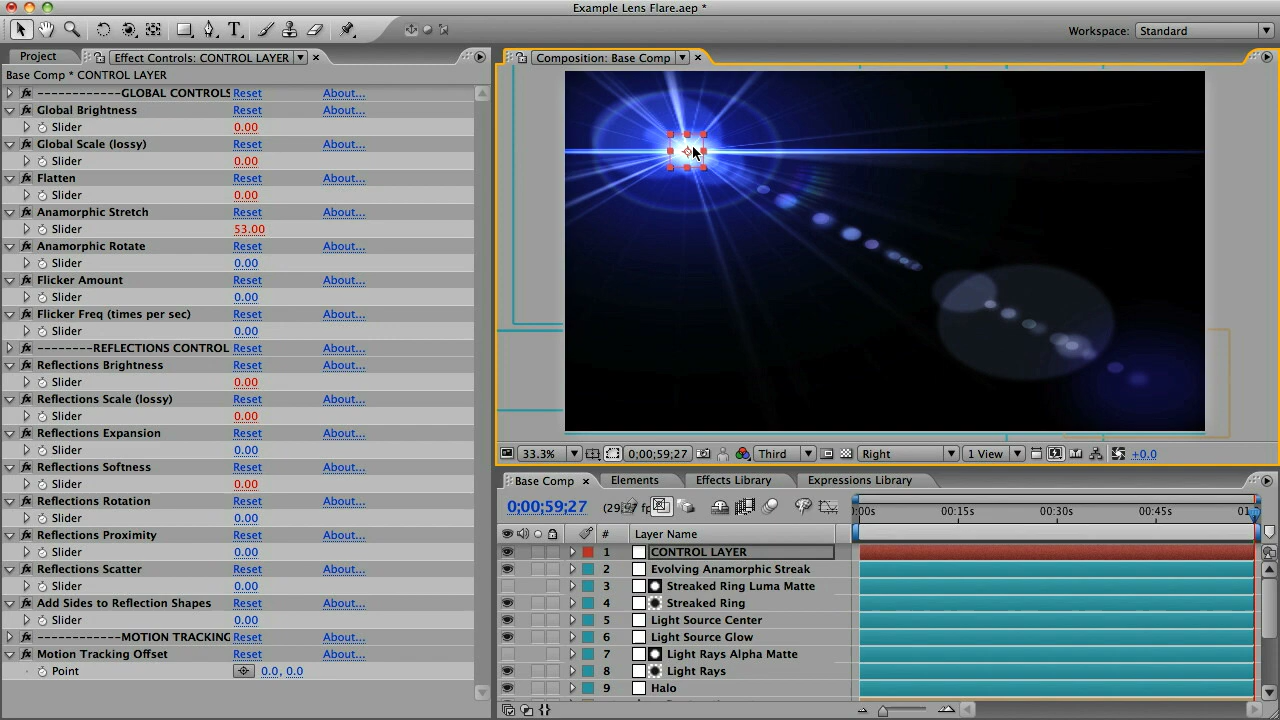 Example Lens Flare.aep *
Workspace: Standard
Project Effect Controls: CONTROL LAYER
Base Comp * CONTROL LAYER
------------GLOBAL CONTROLS Reset About...
Global Brightness Reset About...
Slider 0.00
Global Scale (lossy) Reset About...
Slider 0.00
Flatten Reset About...
Slider 0.00
Anamorphic Stretch Reset About...
Slider 53.00
Anamorphic Rotate Reset About...
Slider 0.00
Flicker Amount Reset About...
Slider 0.00
Flicker Freq (times per sec) Reset About...
Slider 0.00
--------REFLECTIONS CONTROL Reset About...
Reflections Brightness Reset About...
Slider 0.00
Reflections Scale (lossy) Reset About...
Slider 0.00
Reflections Expansion Reset About...
Slider 0.00
Reflections Softness Reset About...
Slider 0.00
Reflections Rotation Reset About...
Slider 0.00
Reflections Proximity Reset About...
Slider 0.00
Reflections Scatter Reset About...
Slider 0.00
Add Sides to Reflection Shapes Reset About...
Slider 0.00
------------MOTION TRACKING Reset About...
Motion Tracking Offset Reset About...
Point 0.0, 0.0
Composition: Base Comp
33.3% 0;00;59;27 Third Right 1 View +0.0
Base Comp Elements Effects Library Expressions Library
0;00;59;27
:00s 00:15s 00:30s 00:45s 01:
# Layer Name
1 CONTROL LAYER
2 Evolving Anamorphic Streak
3 Streaked Ring Luma Matte
4 Streaked Ring
5 Light Source Center
6 Light Source Glow
7 Light Rays Alpha Matte
8 Light Rays
9 Halo